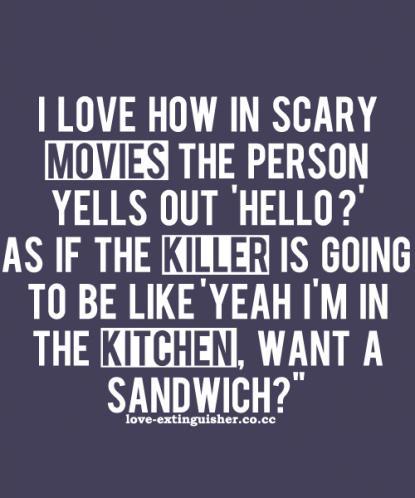 I LOVE HOW IN SCARY
MOVIES THE PERSON
YELLS OUT 'HELLO?'
AS IF THE KILLER IS GOING
TO BE LIKE 'YEAH I'M IN
THE KITCHEN, WANT A
SANDWICH?"
love-extinguisher.co.cc